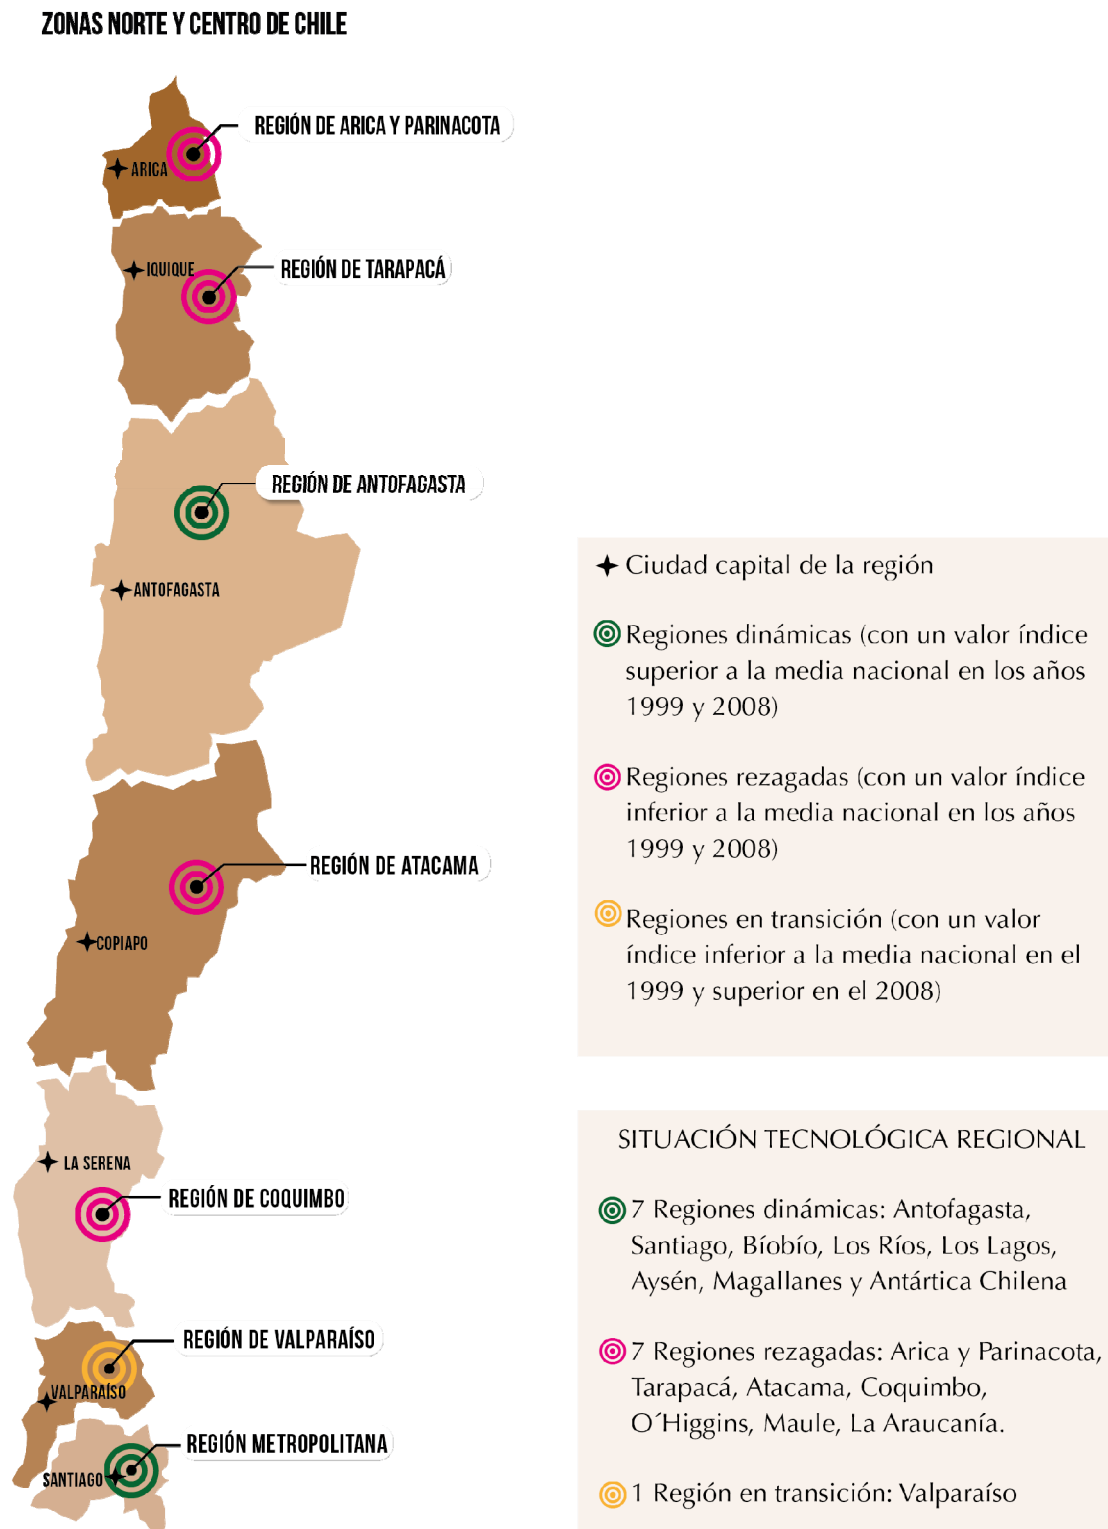 ZONAS NORTE Y CENTRO DE CHILE
REGIÓN DE ARICA Y PARINACOTA
ARICA
IQUIQUE
REGIÓN DE TARAPACÁ
REGIÓN DE ANTOFAGASTA
ANTOFAGASTA
REGIÓN DE ATACAMA
COPIAPO
LA SERENA
REGIÓN DE COQUIMBO
REGIÓN DE VALPARAÍSO
VALPARAÍSO
REGIÓN METROPOLITANA
SANTIAGO
Ciudad capital de la región
Regiones dinámicas (con un valor índice
superior a la media nacional en los años
1999 y 2008)
Regiones rezagadas (con un valor índice
inferior a la media nacional en los años
1999 y 2008)
Regiones en transición (con un valor
índice inferior a la media nacional en el
1999 y superior en el 2008)
SITUACIÓN TECNOLÓGICA REGIONAL
7 Regiones dinámicas: Antofagasta,
Santiago, Bíobío, Los Ríos, Los Lagos,
Aysén, Magallanes y Antártica Chilena
7 Regiones rezagadas: Arica y Parinacota,
Tarapacá, Atacama, Coquimbo,
O´Higgins, Maule, La Araucanía.
1 Región en transición: Valparaíso